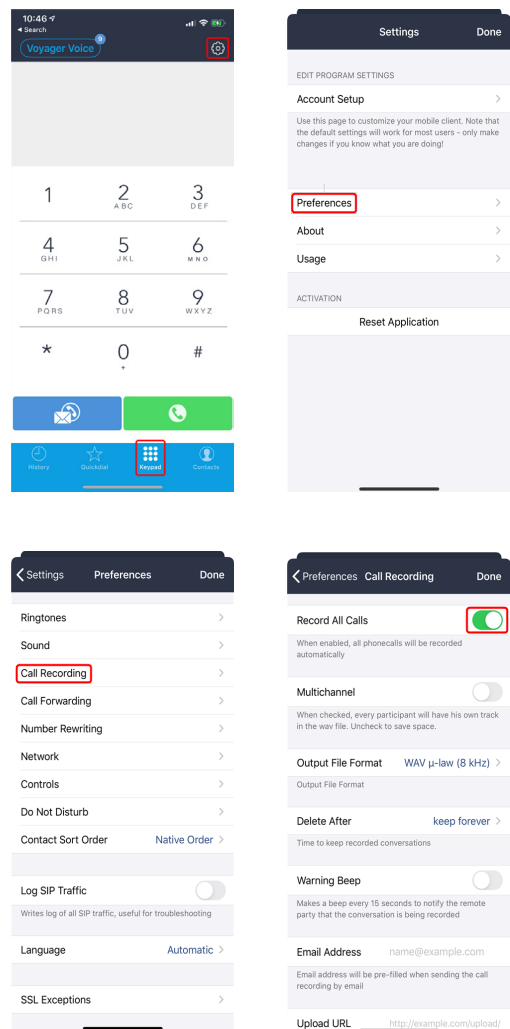 10:46
◀ Search
Voyager Voice
9
1
2
ABC
3
DEF
4
GHI
5
JKL
6
MNO
7
PQRS
8
TUV
9
WXYZ
*
0
+
#
History
Quickdial
Keypad
Contacts
Settings
Done
EDIT PROGRAM SETTINGS
Account Setup
Use this page to customize your mobile client. Note that
the default settings will work for most users - only make
changes if you know what you are doing!
Preferences
About
Usage
ACTIVATION
Reset Application
Settings
Preferences
Done
Ringtones
Sound
Call Recording
Call Forwarding
Number Rewriting
Network
Controls
Do Not Disturb
Contact Sort Order Native Order
Log SIP Traffic
Writes log of all SIP traffic, useful for troubleshooting
Language Automatic
SSL Exceptions
Preferences
Call Recording
Done
Record All Calls
When enabled, all phonecalls will be recorded
automatically
Multichannel
When checked, every participant will have his own track
in the wav file. Uncheck to save space.
Output File Format WAV μ-law (8 kHz)
Output File Format
Delete After keep forever
Time to keep recorded conversations
Warning Beep
Makes a beep every 15 seconds to notify the remote
party that the conversation is being recorded
Email Address name@example.com
Email address will be pre-filled when sending the call
recording by email
Upload URL http://example.com/upload/